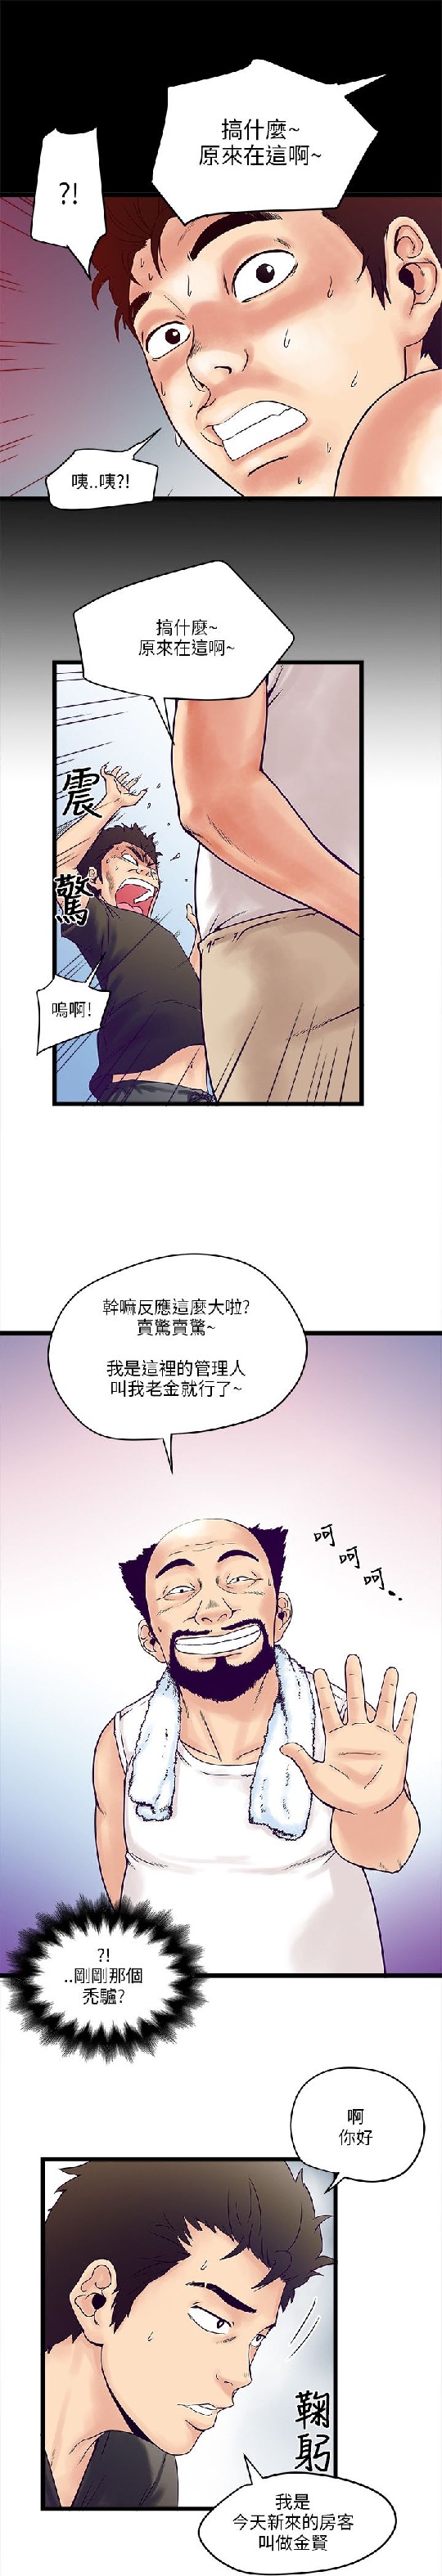 搞什麼~
原來在這啊~
?!
咦..咦?!
搞什麼~
原來在這啊~
震
驚
嗚啊!
幹嘛反應這麼大啦?
賣驚賣驚~
我是這裡的管理人
叫我老金就行了~
呵
呵
呵..
?!
..剛剛那個
禿驢?
啊
你好
鞠
躬
我是
今天新來的房客
叫做金賢